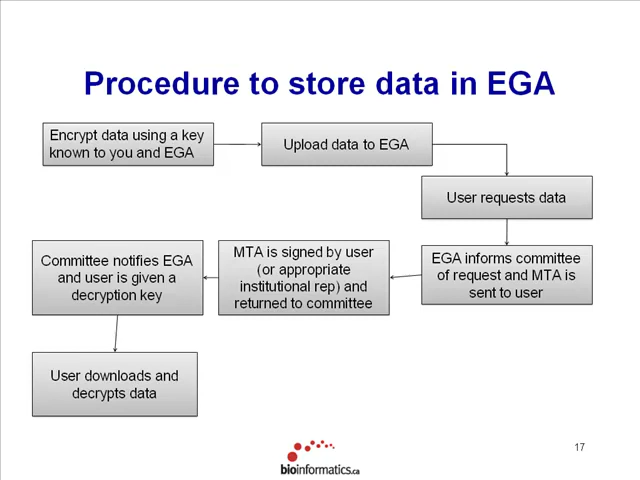 Procedure to store data in EGA
Encrypt data using a key
known to you and EGA
Upload data to EGA
User requests data
EGA informs committee
of request and MTA is
sent to user
MTA is signed by user
(or appropriate
institutional rep) and
returned to committee
Committee notifies EGA
and user is given a
decryption key
User downloads and
decrypts data
17
bioinformatics.ca